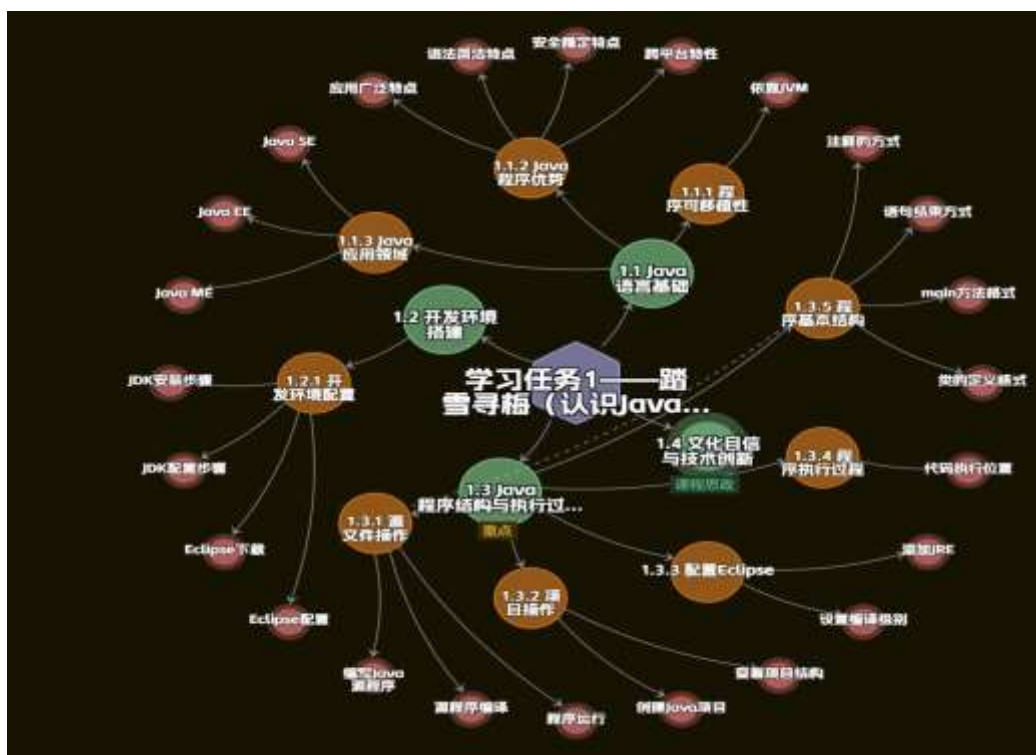 安全稳定特点
语法简洁特点
跨平台特性
应用广泛特点
依靠JVM
Java SE
注释的方式
1.1.2 Java
程序优势
1.1.1 程
序可移植性
Java EE
语句结束方式
1.1.3 Java
应用领域
1.1 Java
语言基础
Java ME
main方法格式
1.3.5 程
序基本结构
1.2 开发环境
搭建
JDK安装步骤
1.2.1 开
发环境配置
学习任务1——踏
雪寻梅（认识Java...
类的定义格式
1.4 文化自信
与技术创新
课程思政
JDK配置步骤
1.3 Java
程序结构与执行过...
重点
1.3.4 程
序执行过程
代码执行位置
1.3.1 源
文件操作
Eclipse下载
1.3.3 配置Eclipse
添加JRE
1.3.2 项
目操作
Eclipse配置
设置编译级别
编写Java
源程序
查看项目结构
源程序编译
程序运行
创建Java项目